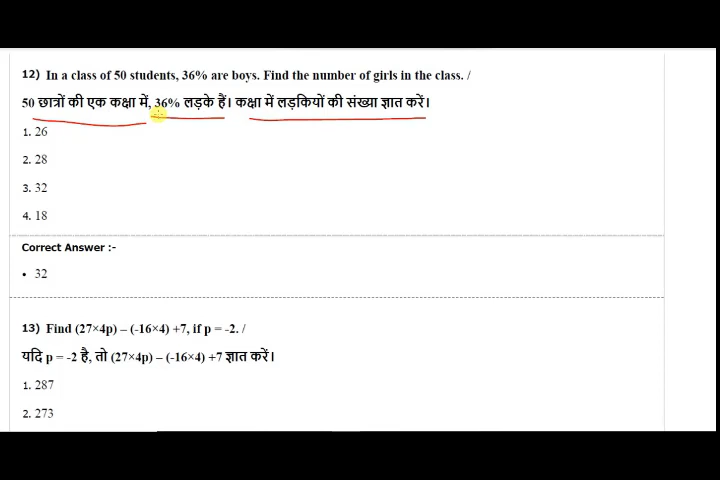 12) In a class of 50 students, 36% are boys. Find the number of girls in the class. /
50 छात्रों की एक कक्षा में, 36% लड़के हैं। कक्षा में लड़कियों की संख्या ज्ञात करें।
1. 26
2. 28
3. 32
4. 18
Correct Answer :-
• 32
13) Find (27×4p) – (-16×4) +7, if p = -2. /
यदि p = -2 है, तो (27×4p) – (-16×4) +7 ज्ञात करें।
1. 287
2. 273